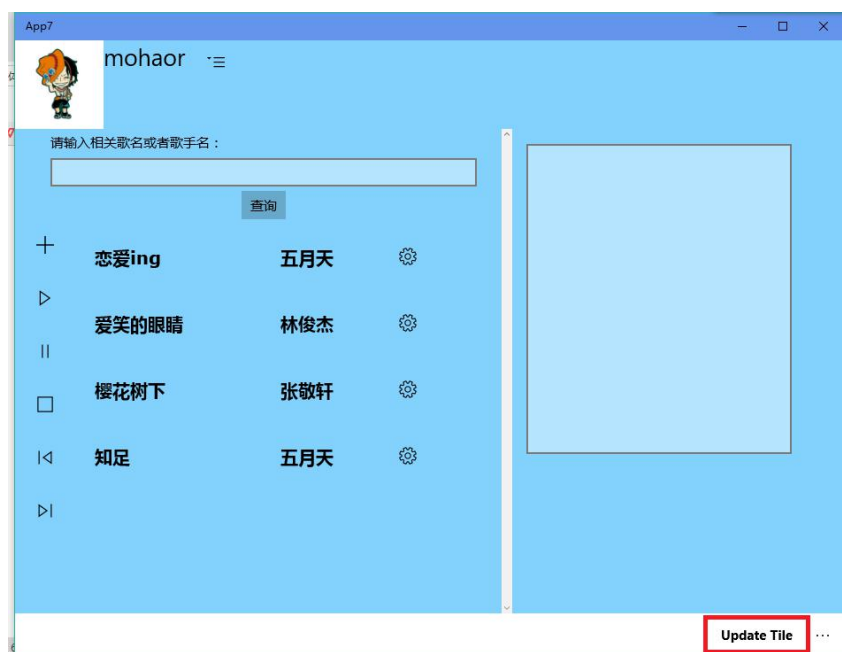 App7
mohaor
请输入相关歌名或者歌手名：
查询
恋爱ing 五月天
爱笑的眼睛 林俊杰
樱花树下 张敬轩
知足 五月天
Update Tile